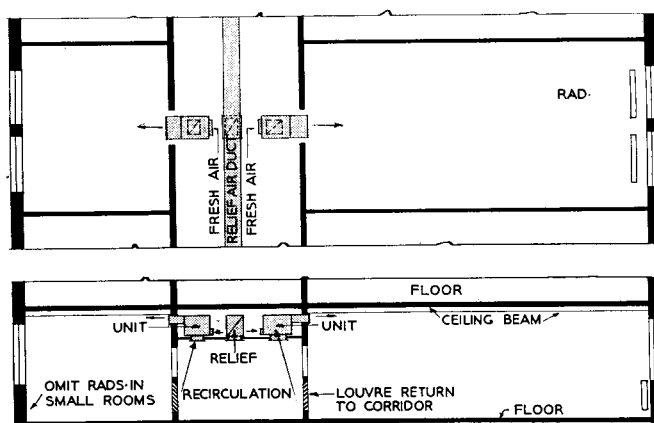 RAD.
FRESH AIR
RELIEF AIR DUCT
FRESH AIR
FLOOR
UNIT
UNIT
CEILING BEAM
RELIEF
OMIT RADS. IN
SMALL ROOMS
RECIRCULATION
LOUVRE RETURN
TO CORRIDOR
FLOOR